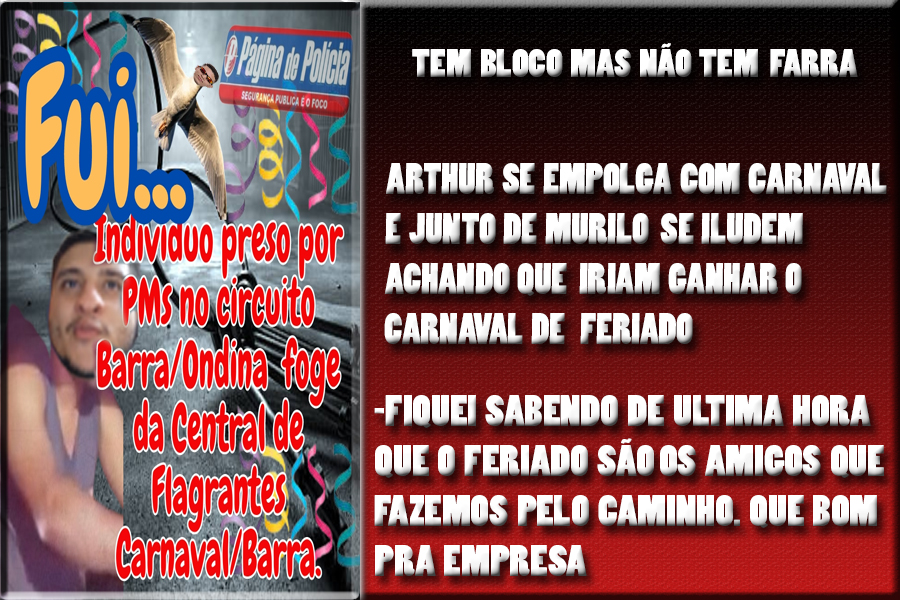 Fui...
Página de Polícia
SEGURANÇA PUBLICA É O FOCO
Indivíduo preso por
PMs no circuito
Barra/Ondina foge
da Central de
Flagrantes
Carnaval/Barra.
TEM BLOCO MAS NÃO TEM FARRA
ARTHUR SE EMPOLGA COM CARNAVAL
E JUNTO DE MURILO SE ILUDEM
ACHANDO QUE IRIAM GANHAR O
CARNAVAL DE FERIADO
-FIQUEI SABENDO DE ULTIMA HORA
QUE O FERIADO SÃO OS AMIGOS QUE
FAZEMOS PELO CAMINHO. QUE BOM
PRA EMPRESA